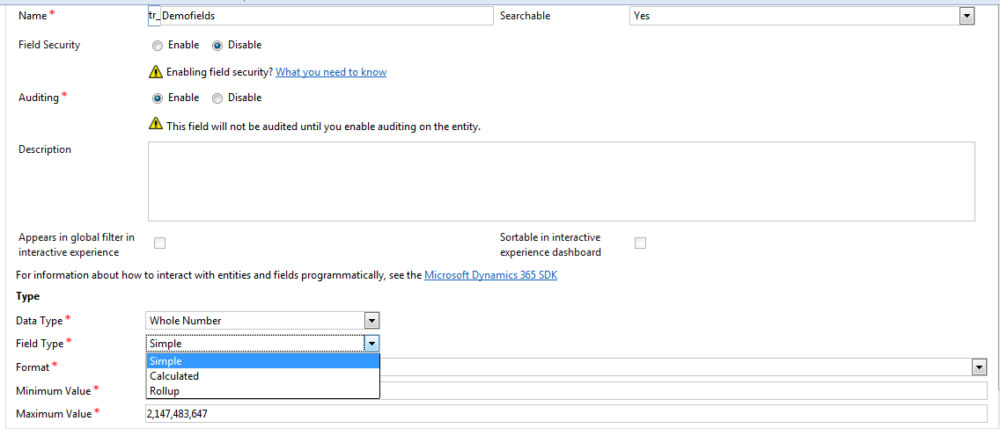 Name * tr_ Demofields Searchable Yes
Field Security Enable Disable
Enabling field security? What you need to know
Auditing * Enable Disable
This field will not be audited until you enable auditing on the entity.
Description
Appears in global filter in
interactive experience
Sortable in interactive
experience dashboard
For information about how to interact with entities and fields programmatically, see the Microsoft Dynamics 365 SDK
Type
Data Type * Whole Number
Field Type * Simple
Simple
Calculated
Rollup
Format *
Minimum Value *
Maximum Value * 2,147,483,647